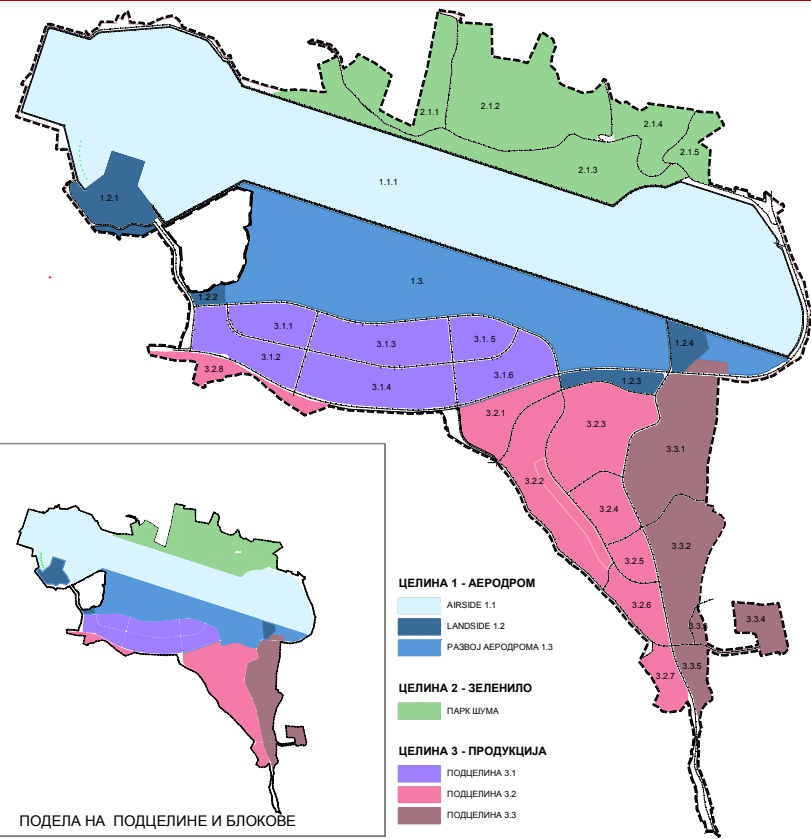 2.1.1
2.1.2
2.1.4
2.1.5
2.1.3
1.1.1
1.2.1
1.3.
1.2.2
3.1.1
3.1.3
3.1. 5
1.2.4
3.1.2
3.2.8
3.1.4
3.1.6
1.2.3
3.2.1
3.2.3
3.3.1
3.2.2
3.2.4
3.3.2
3.2.5
3.2.6
3.3.3
3.3.4
3.3.5
3.2.7
ЦЕЛИНА 1 - АЕРОДРОМ
AIRSIDE 1.1
LANDSIDE 1.2
РАЗВОЈ АЕРОДРОМА 1.3
ЦЕЛИНА 2 - ЗЕЛЕНИЛО
ПАРК ШУМА
ЦЕЛИНА 3 - ПРОДУКЦИЈА
ПОДЦЕЛИНА 3.1
ПОДЦЕЛИНА 3.2
ПОДЦЕЛИНА 3.3
ПОДЕЛА НА ПОДЦЕЛИНЕ И БЛОКОВЕ